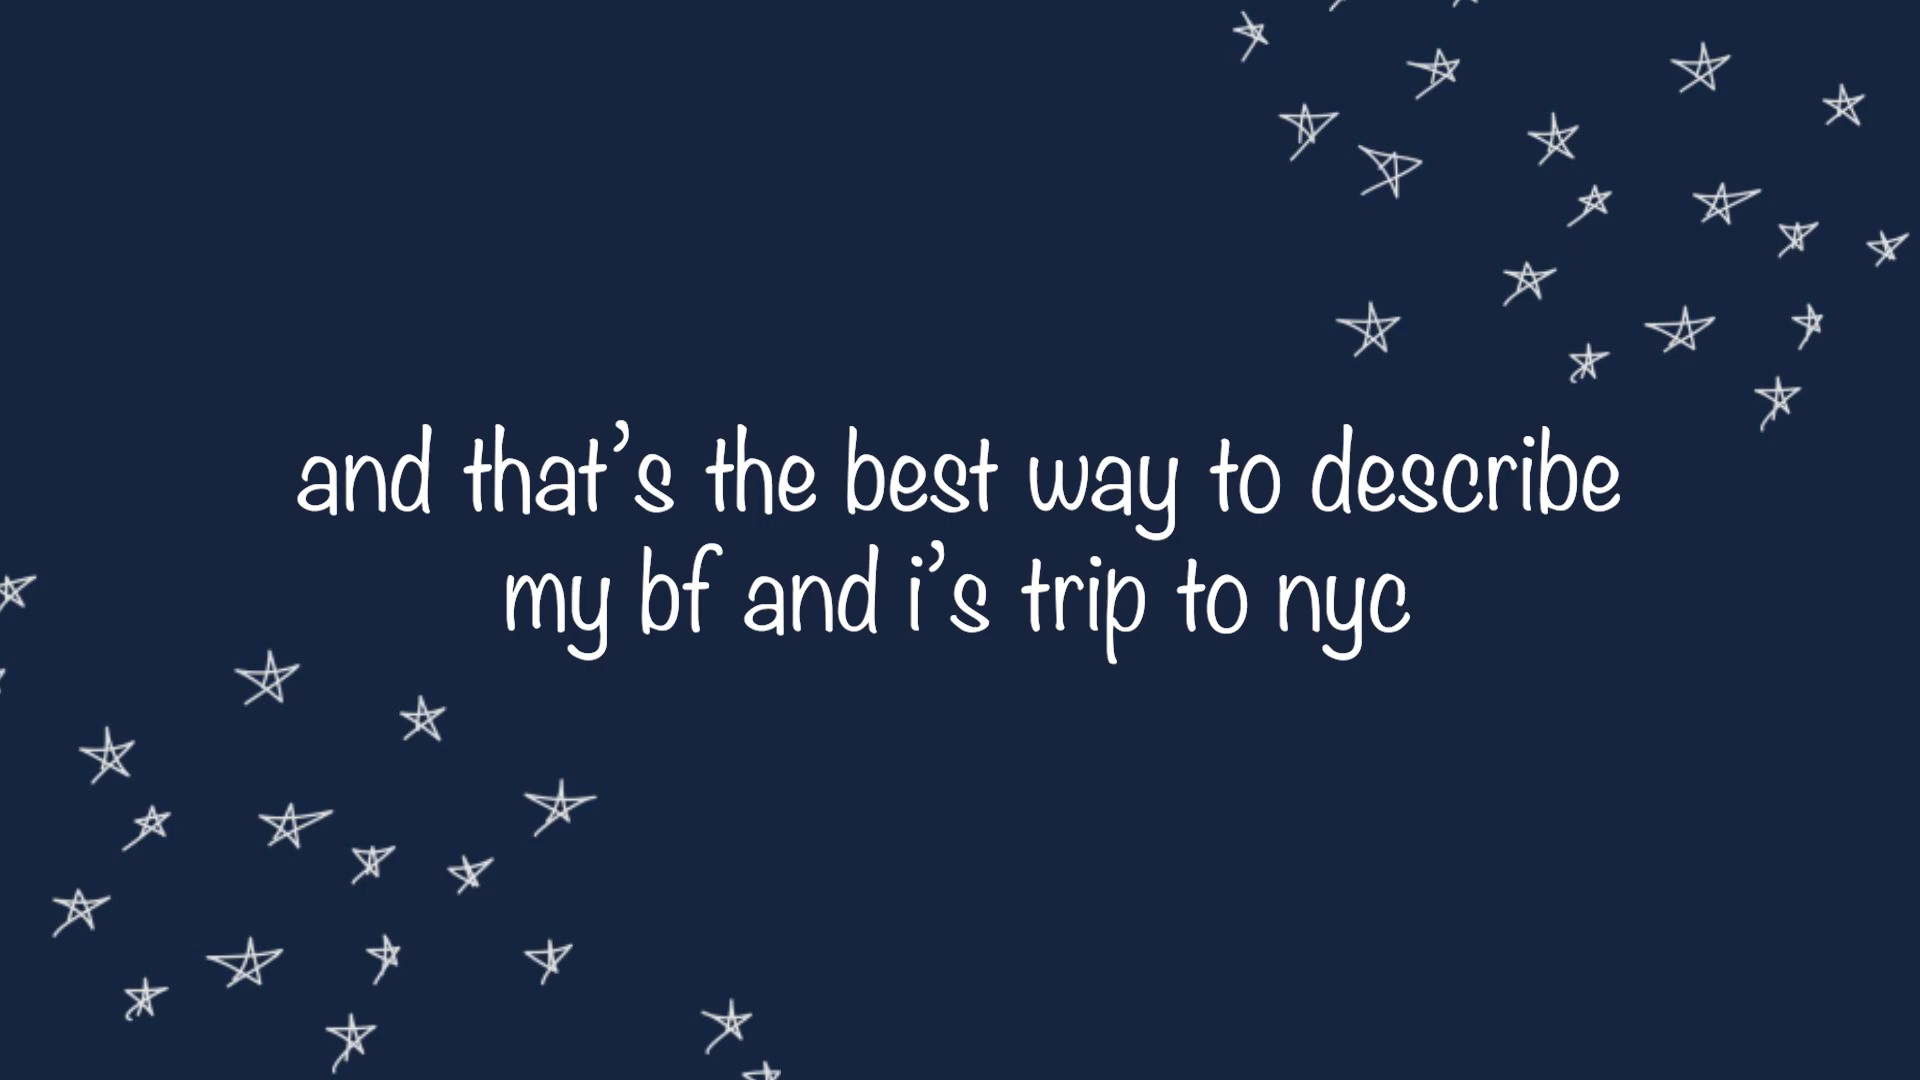 and that’s the best way to describe
my bf and i’s trip to nyc